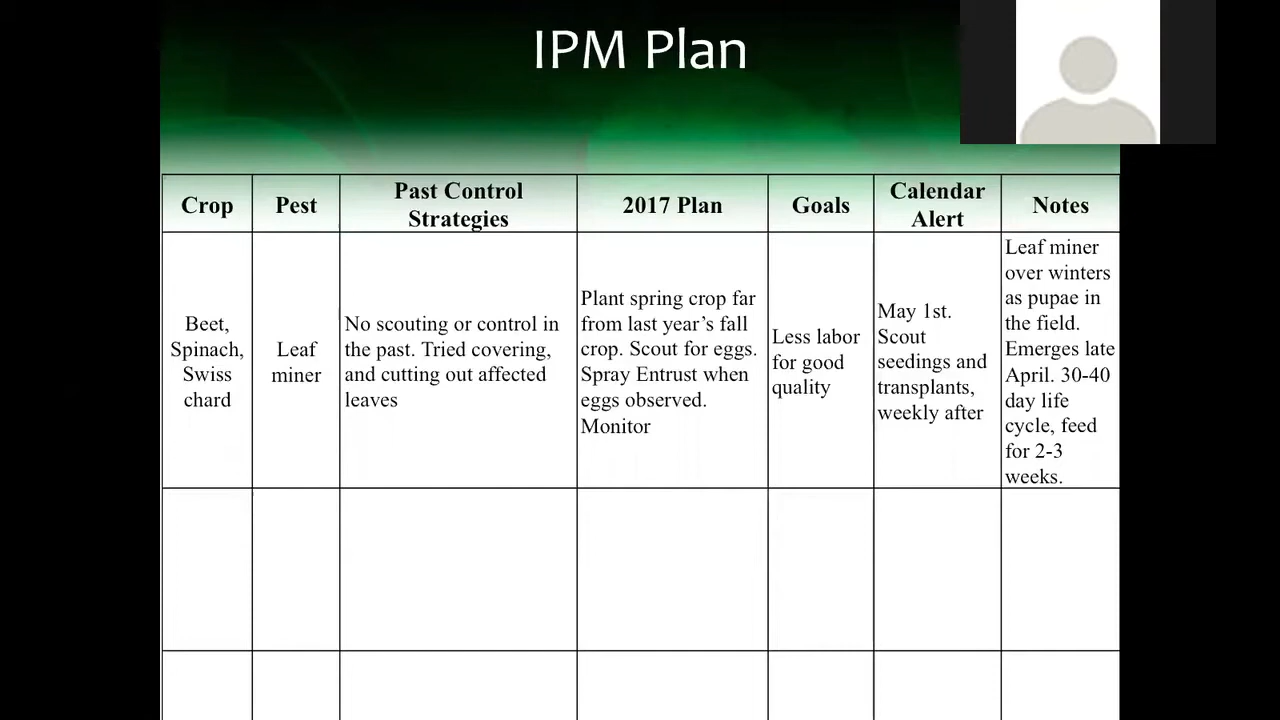 IPM Plan
Crop
Pest
Past Control
Strategies
2017 Plan
Goals
Calendar
Alert
Notes
Beet,
Spinach,
Swiss
chard
Leaf
miner
No scouting or control in
the past. Tried covering,
and cutting out affected
leaves
Plant spring crop far
from last year’s fall
crop. Scout for eggs.
Spray Entrust when
eggs observed.
Monitor
Less labor
for good
quality
May 1st.
Scout
seedings and
transplants,
weekly after
Leaf miner
over winters
as pupae in
the field.
Emerges late
April. 30-40
day life
cycle, feed
for 2-3
weeks.